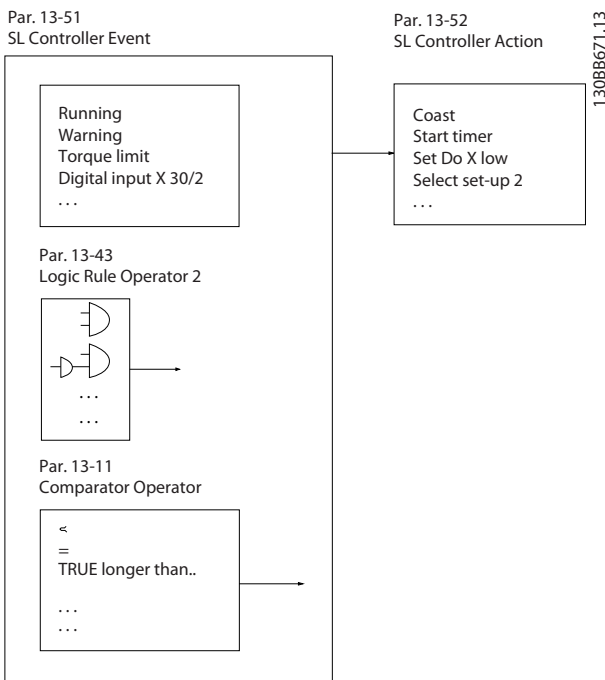 Par. 13-51
SL Controller Event
Par. 13-52
SL Controller Action
130BB671.13
Running
Warning
Torque limit
Digital input X 30/2
. . .
Coast
Start timer
Set Do X low
Select set-up 2
. . .
Par. 13-43
Logic Rule Operator 2
. . .
. . .
Par. 13-11
Comparator Operator
<
=
TRUE longer than..
. . .
. . .